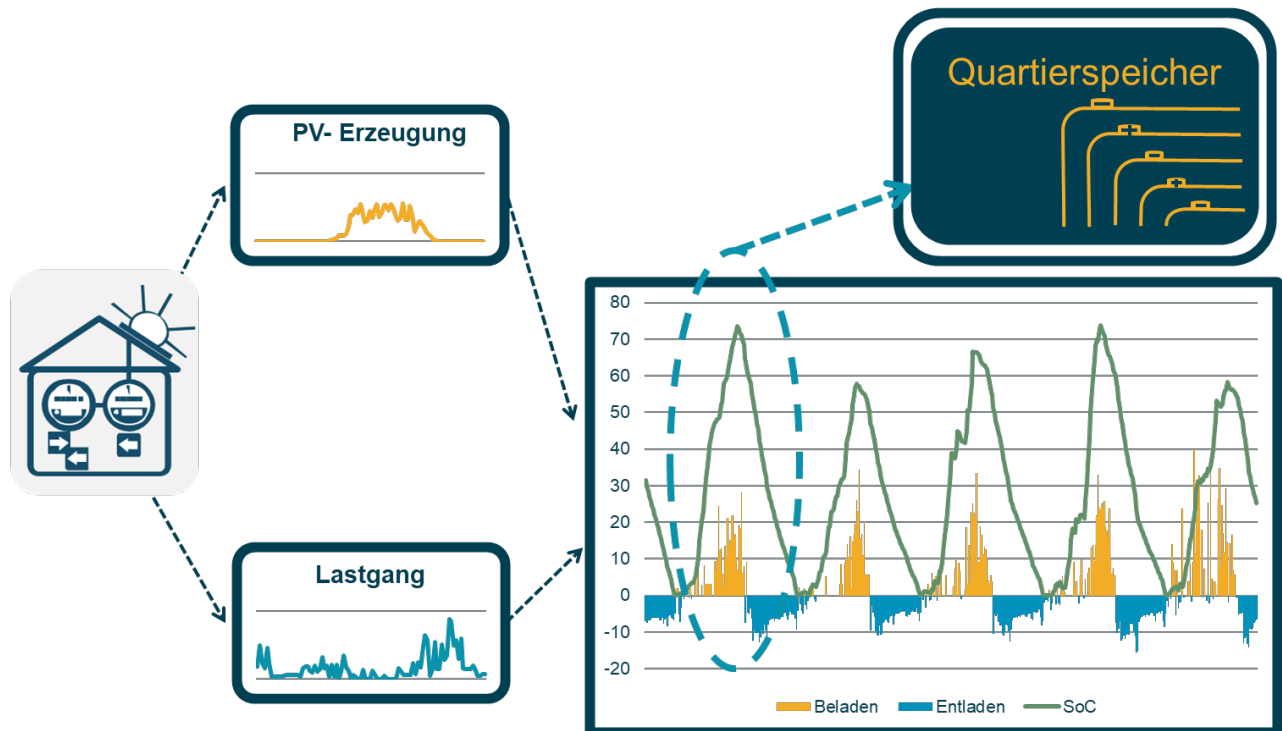 Quartierspeicher
PV- Erzeugung
Lastgang
80
70
60
50
40
30
20
10
0
-10
-20
Beladen
Entladen
SoC